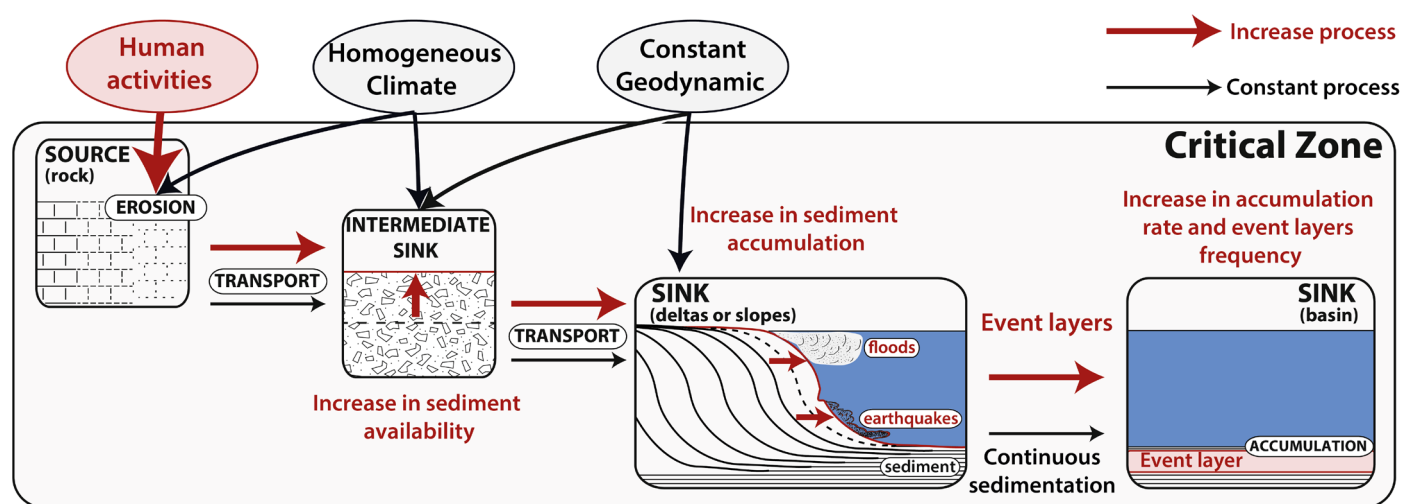 Human
activities
Homogeneous
Climate
Constant
Geodynamic
Increase process
Constant process
Critical Zone
SOURCE
(rock)
EROSION
TRANSPORT
INTERMEDIATE
SINK
Increase in sediment
availability
TRANSPORT
Increase in sediment
accumulation
SINK
(deltas or slopes)
floods
earthquakes
sediment
Event layers
Continuous
sedimentation
Increase in accumulation
rate and event layers
frequency
SINK
(basin)
ACCUMULATION
Event layer